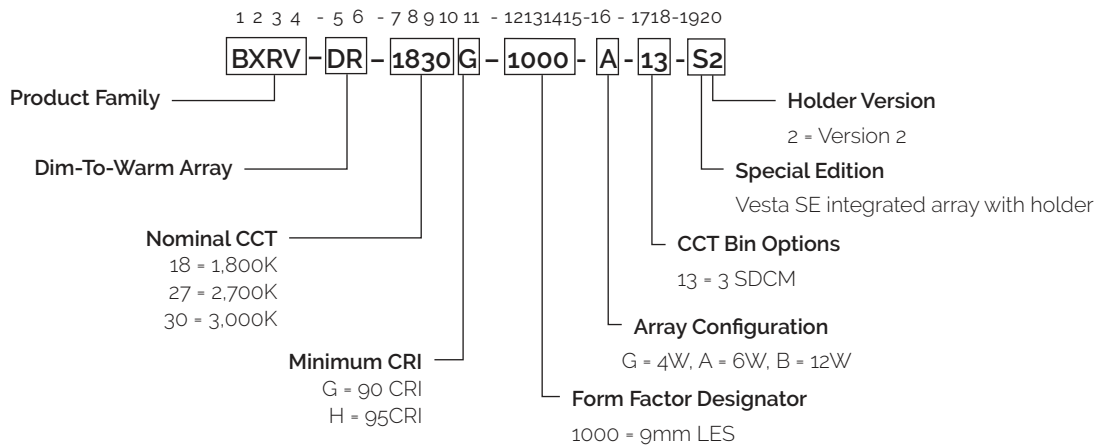 1 2 3 4 - 5 6 - 7 8 9 10 11 - 12131415-16 - 1718-1920
BXRV-DR-1830G-1000-A-13-S2
Product Family
Holder Version
2 = Version 2
Dim-To-Warm Array
Special Edition
Vesta SE integrated array with holder
Nominal CCT
18 = 1,800K
27 = 2,700K
30 = 3,000K
CCT Bin Options
13 = 3 SDCM
Array Configuration
G = 4W, A = 6W, B = 12W
Minimum CRI
G = 90 CRI
H = 95CRI
Form Factor Designator
1000 = 9mm LES